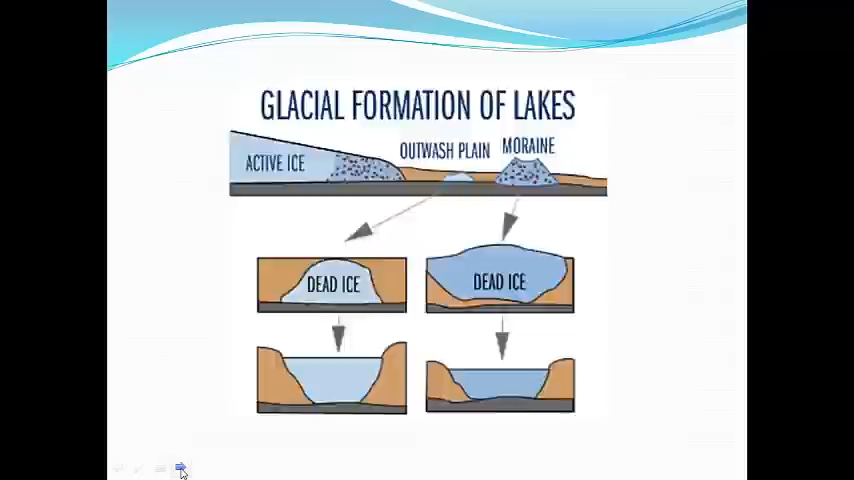 GLACIAL FORMATION OF LAKES
ACTIVE ICE
OUTWASH PLAIN
MORAINE
DEAD ICE
DEAD ICE